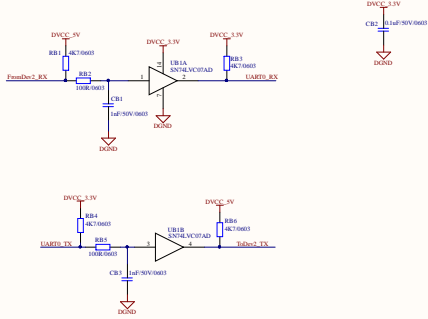 DVCC_3.3V
CB2
0.1uF/50V/0603
DGND
DVCC_5V
RB1
4K7/0603
DVCC_3.3V
DVCC_3.3V
UB1A
SN74LVC07AD
RB3
4K7/0603
FromDev2_RX
RB2
100R/0603
1
14
2
7
UART0_RX
CB1
1nF/50V/0603
DGND
DGND
DVCC_3.3V
RB4
4K7/0603
DVCC_5V
RB6
4K7/0603
UB1B
SN74LVC07AD
UART0_TX
RB5
100R/0603
3
4
ToDev2_TX
CB3
1nF/50V/0603
DGND